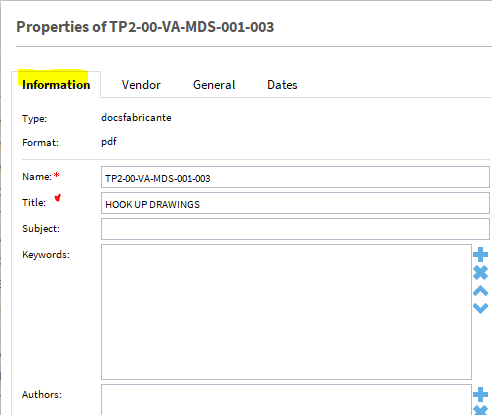 Properties of TP2-00-VA-MDS-001-003
Information Vendor General Dates
Type: docsfabricante
Format: pdf
Name: * TP2-00-VA-MDS-001-003
Title: HOOK UP DRAWINGS
Subject:
Keywords:
Authors: